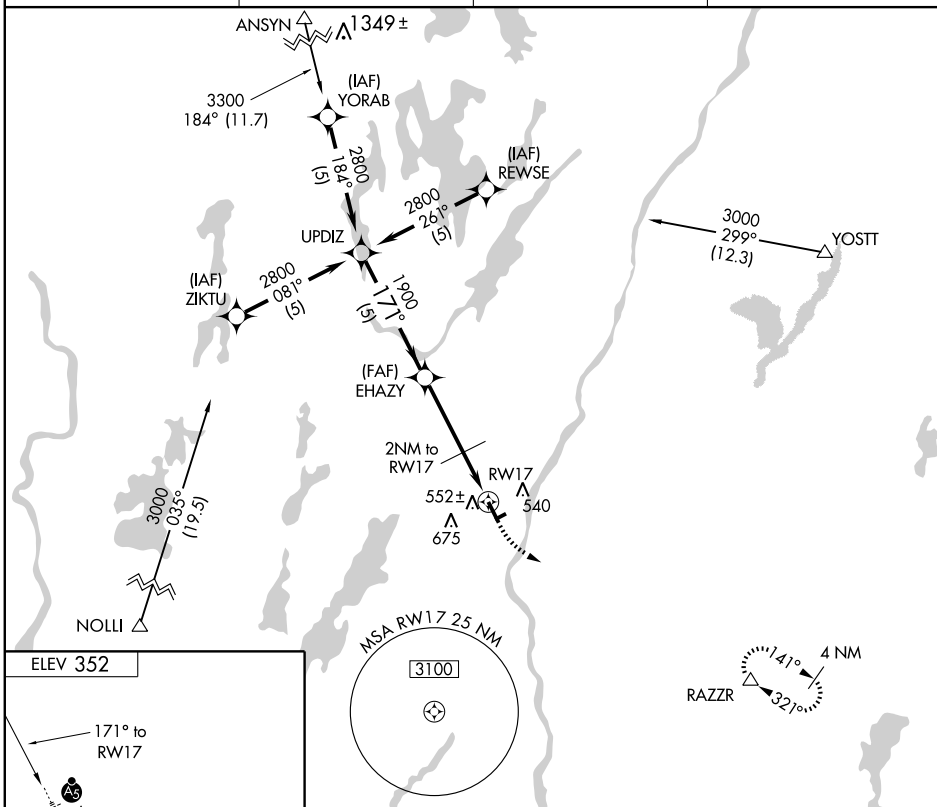 ANSYN
1349 ±
(IAF)
YORAB
3300
184° (11.7)
2800
184°
(5)
(IAF)
REWSE
2800
261°
(5)
UPDIZ
3000
299°
(12.3)
YOSTT
(IAF)
ZIKTU
2800
081°
(5)
1900
171°
(5)
(FAF)
EHAZY
2NM to
RW17
RW17
552 ±
540
675
3000
035°
(19.5)
NOLLI
MSA RW17 25 NM
3100
141°
4 NM
RAZZR
321°
ELEV 352
171° to
RW17
A5